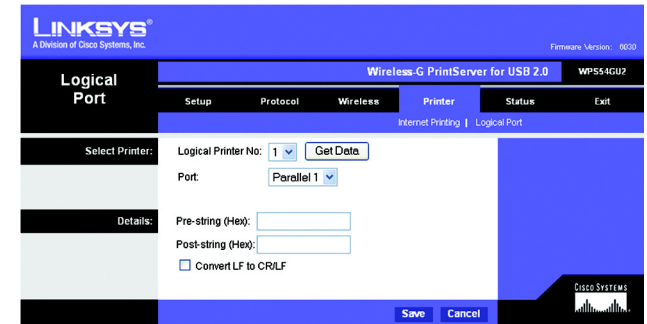 LINKSYS®
A Division of Cisco Systems, Inc.
Firmware Version: 6030
Logical Port
Wireless-G PrintServer for USB 2.0 WPS54GU2
Setup Protocol Wireless Printer Status Exit
Internet Printing | Logical Port
Select Printer: Logical Printer No: 1 Get Data
Port: Parallel 1
Details: Pre-string (Hex):
Post-string (Hex):
Convert LF to CR/LF
CISCO SYSTEMS
Save Cancel